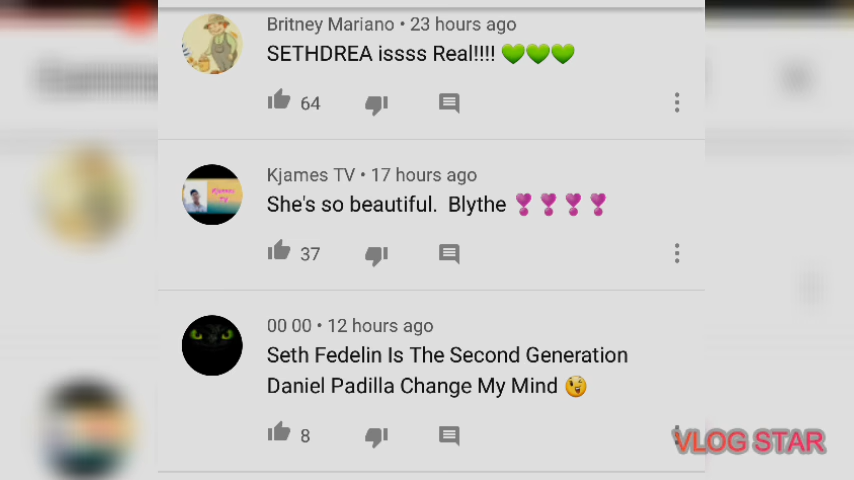 Britney Mariano • 23 hours ago
SETHDREA issss Real!!!! 💚💚💚
64
Kjames TV • 17 hours ago
She's so beautiful. Blythe ❣❣❣❣
37
00 00 • 12 hours ago
Seth Fedelin Is The Second Generation
Daniel Padilla Change My Mind 😜
8
VLOG STAR